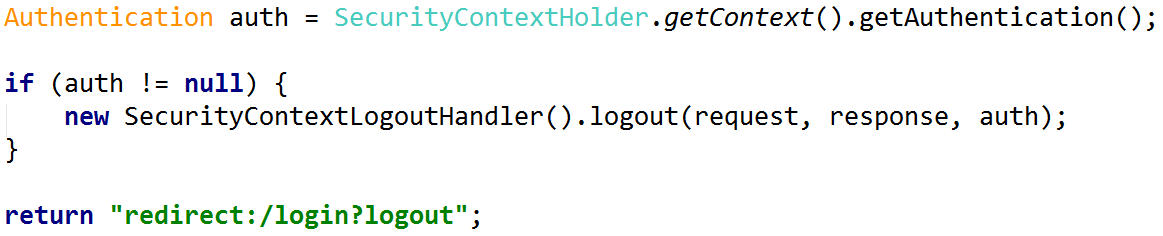 Authentication auth = SecurityContextHolder.getContext().getAuthentication();
if (auth != null) {
new SecurityContextLogoutHandler().logout(request, response, auth);
}
return "redirect:/login?logout";